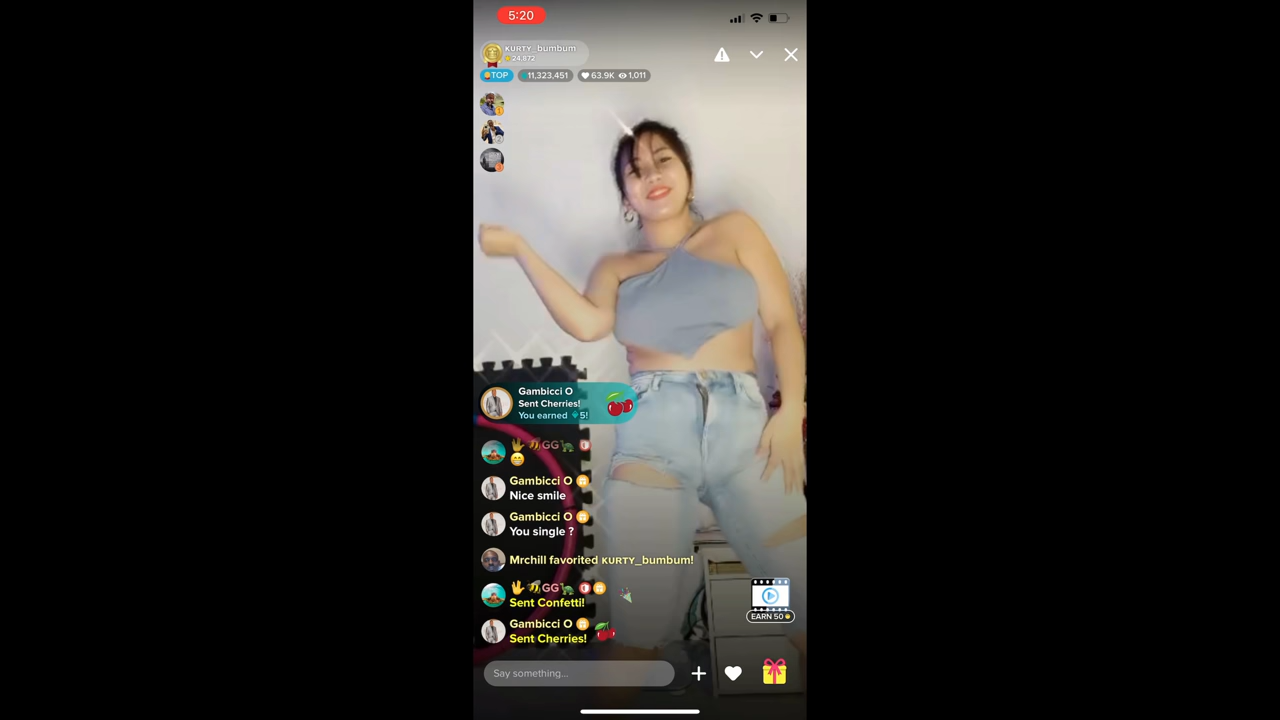 5:20
KURTY_bumbum
24,872
TOP 11,323,451 63.9K 1,011
Gambicci O
Sent Cherries!
You earned 5!
GG
Gambicci O
Nice smile
Gambicci O
You single ?
Mrchill favorited KURTY_bumbum!
GG
Sent Confetti!
EARN 50
Gambicci O
Sent Cherries!
Say something...